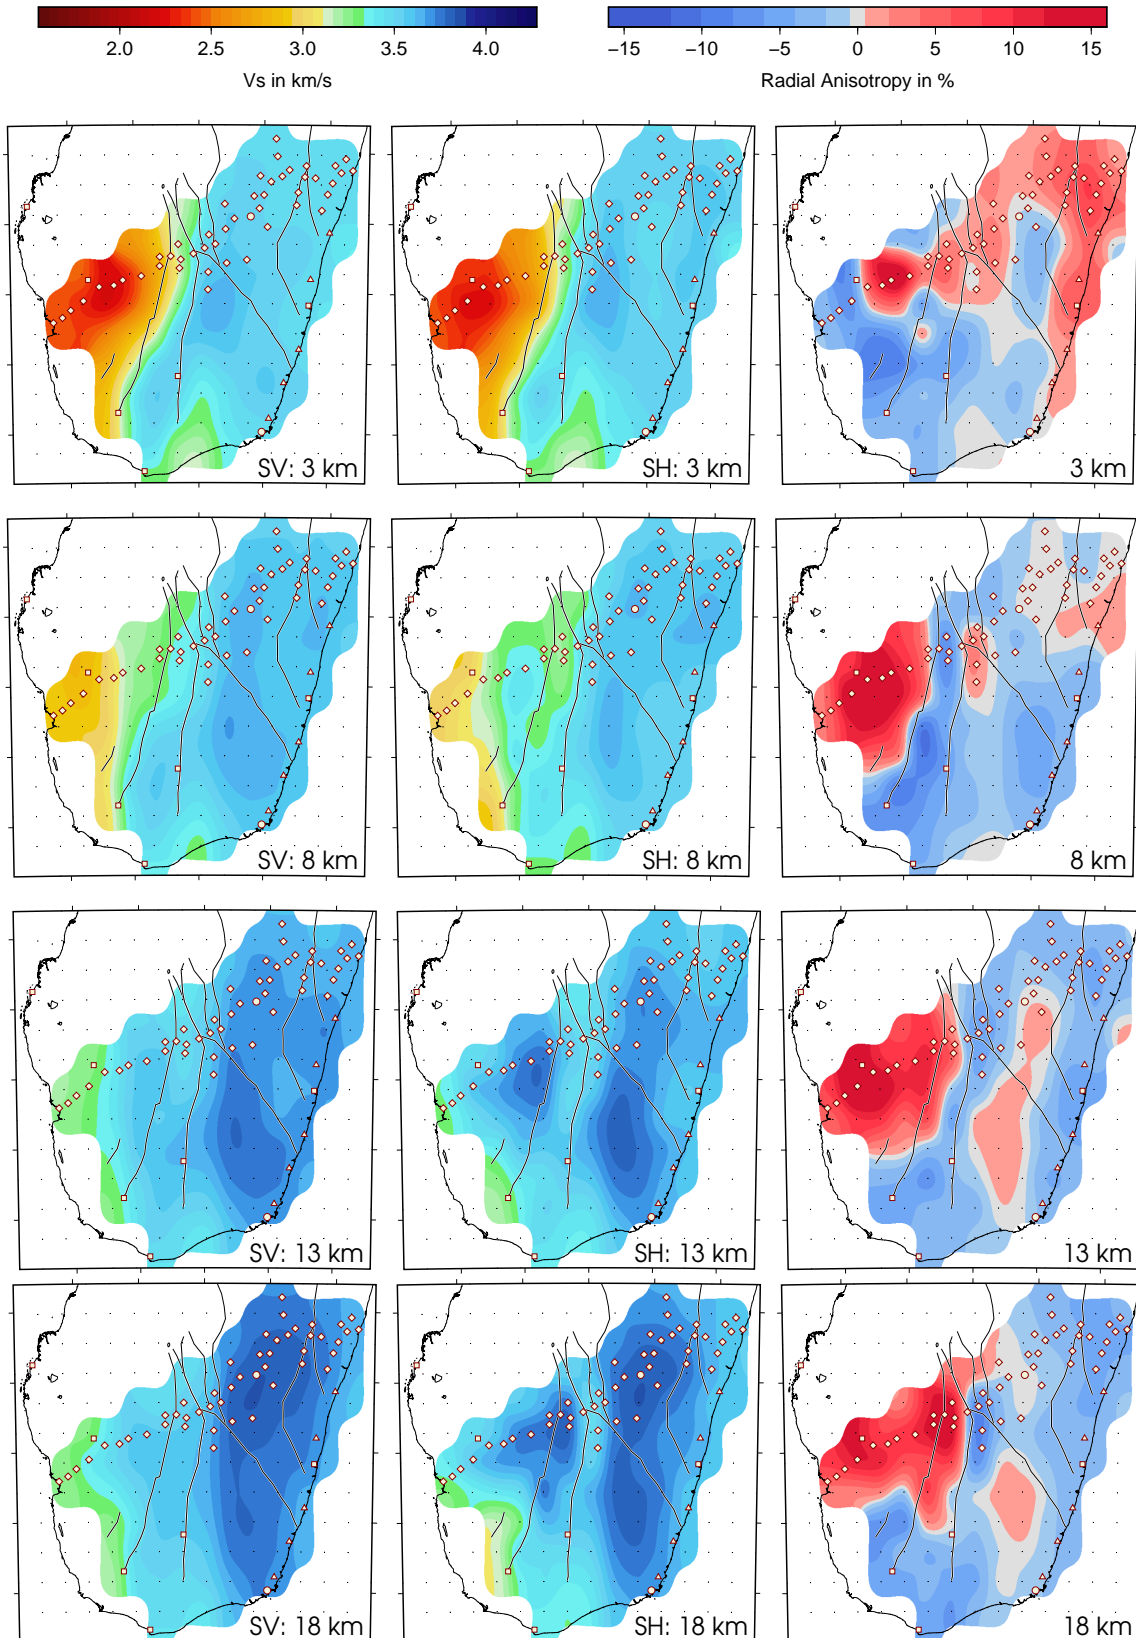 2.0 2.5 3.0 3.5 4.0
Vs in km/s
−15 −10 −5 0 5 10 15
Radial Anisotropy in %
SV: 3 km
SH: 3 km
3 km
SV: 8 km
SH: 8 km
8 km
SV: 13 km
SH: 13 km
13 km
SV: 18 km
SH: 18 km
18 km